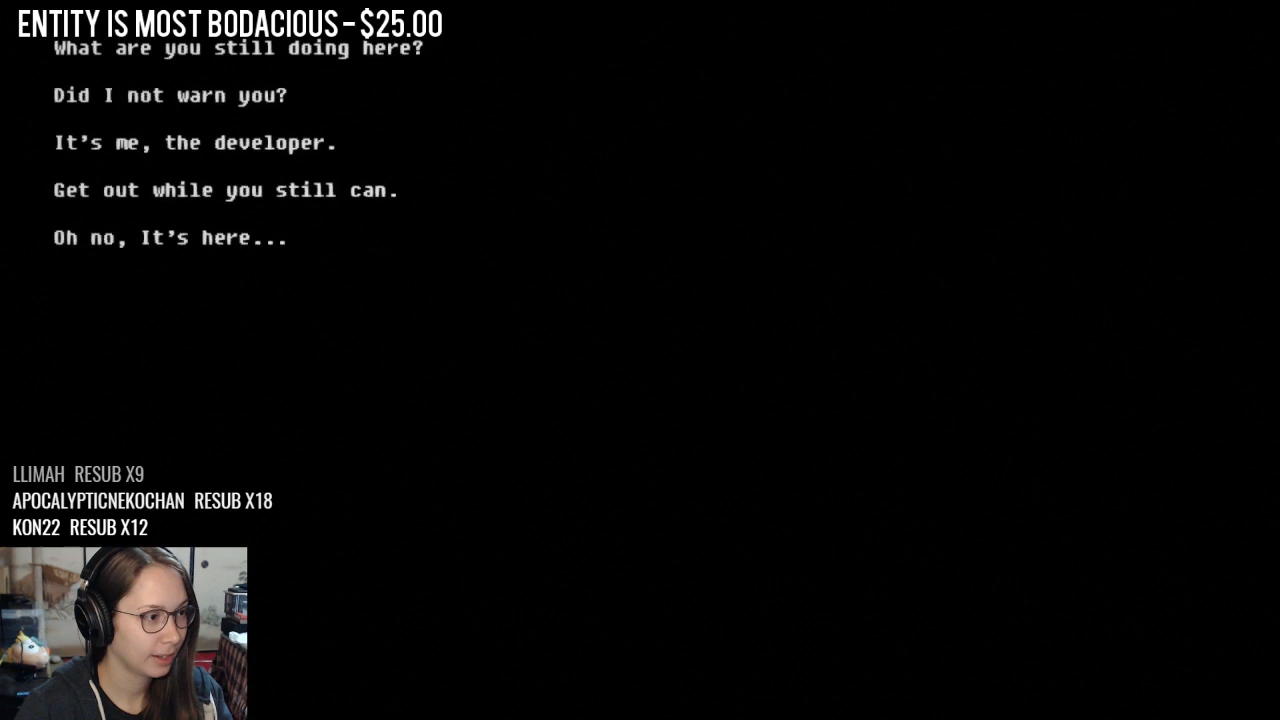 ENTITY IS MOST BODACIOUS - $25.00
What are you still doing here?
Did I not warn you?
It's me, the developer.
Get out while you still can.
Oh no, It's here...
LLIMAH RESUB X9
APOCALYPTICNEKOCHAN RESUB X18
KON22 RESUB X12